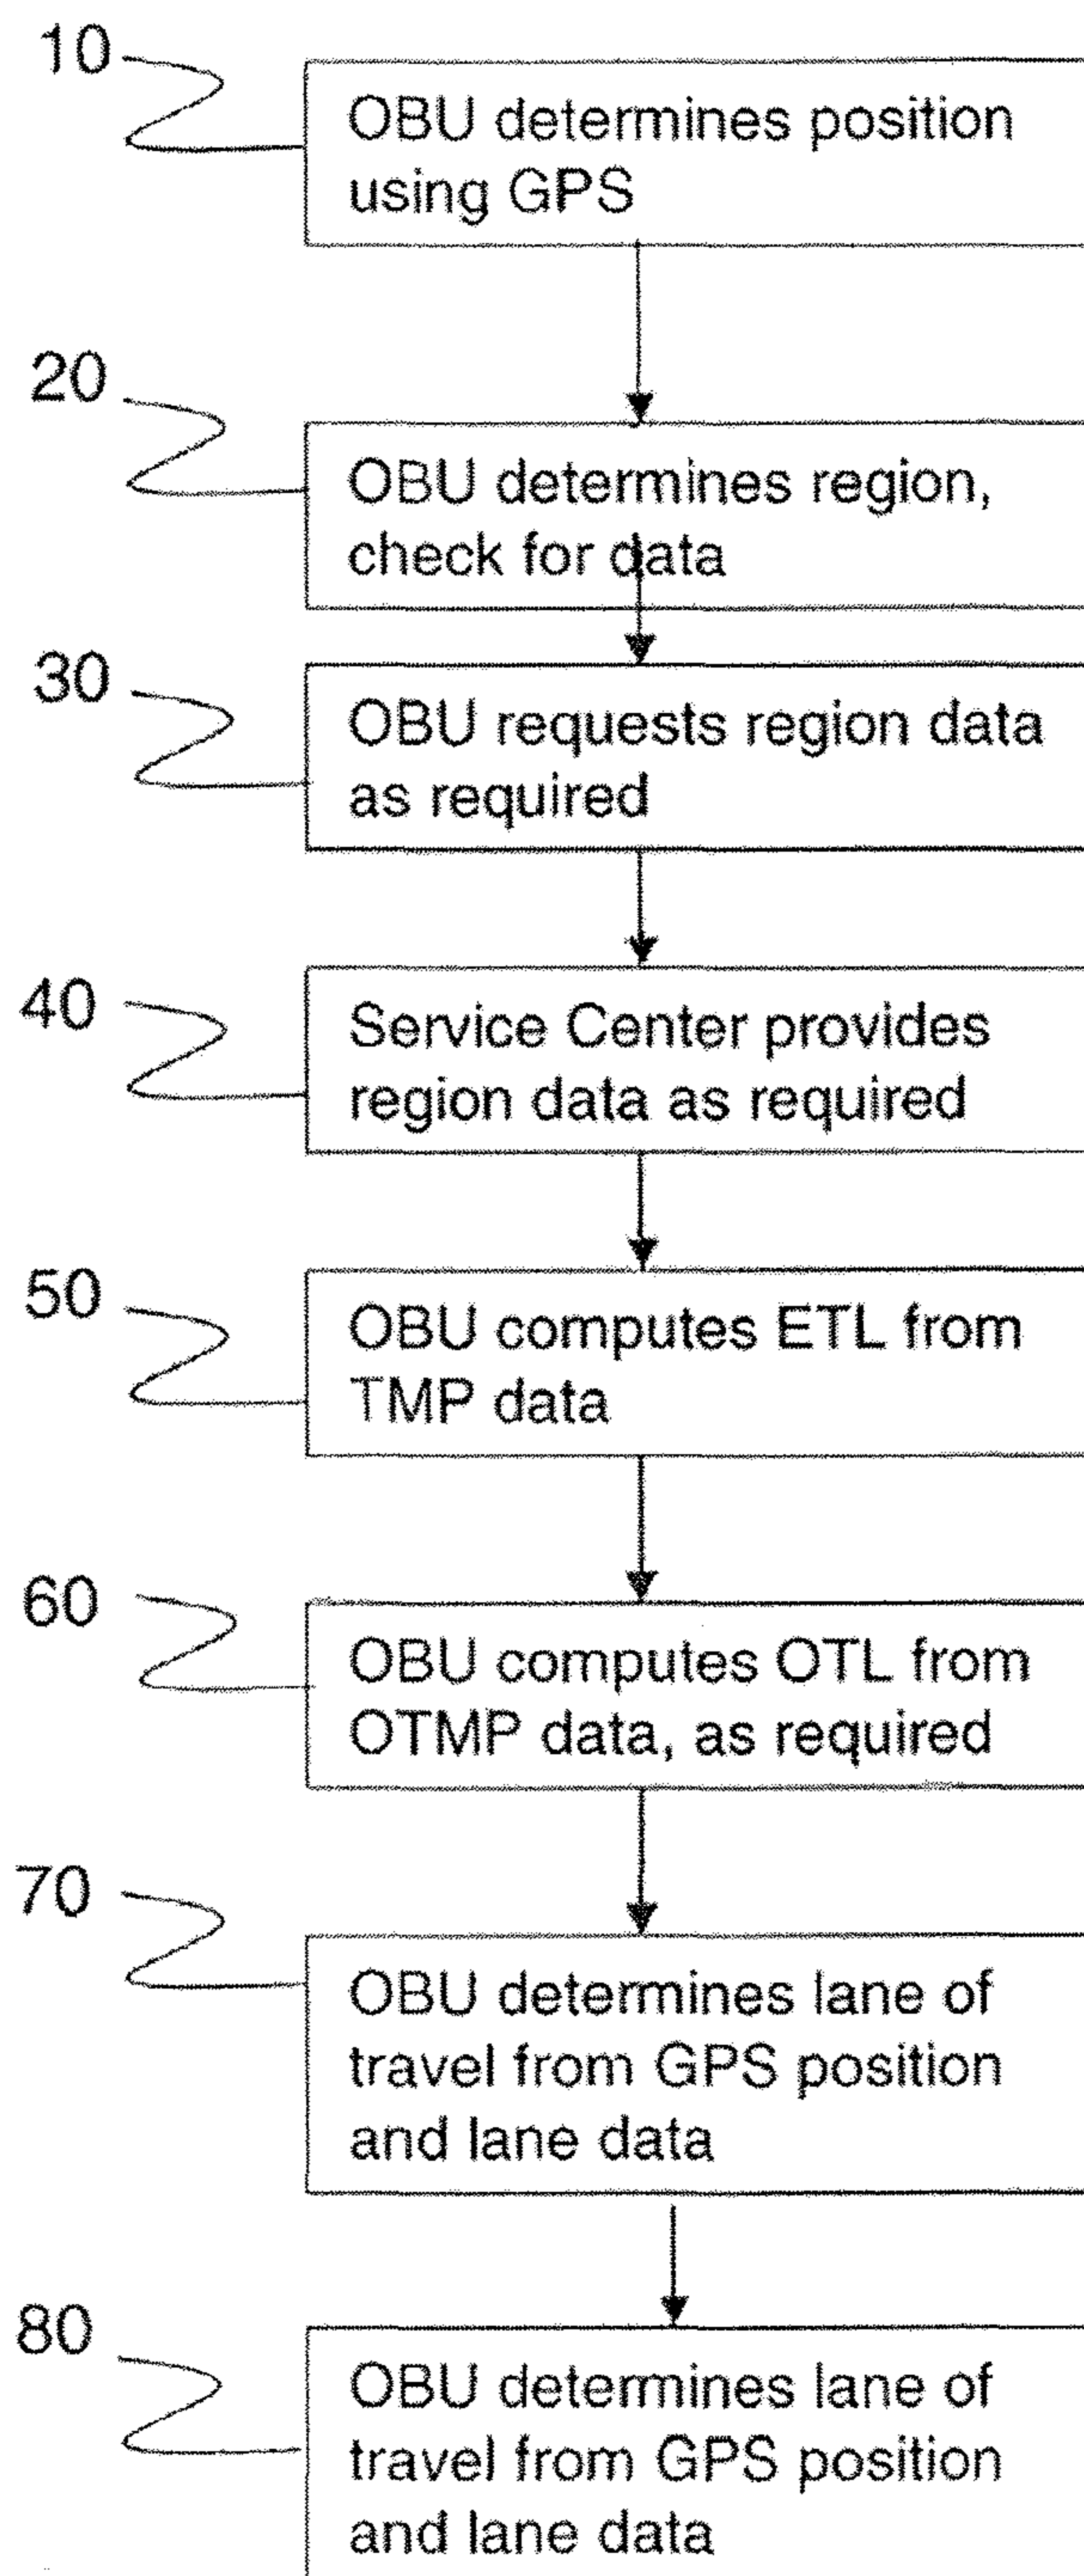 10
OBU determines position
using GPS
20
OBU determines region,
check for data
30
OBU requests region data
as required
40
Service Center provides
region data as required
50
OBU computes ETL from
TMP data
60
OBU computes OTL from
OTMP data, as required
70
OBU determines lane of
travel from GPS position
and lane data
80
OBU determines lane of
travel from GPS position
and lane data